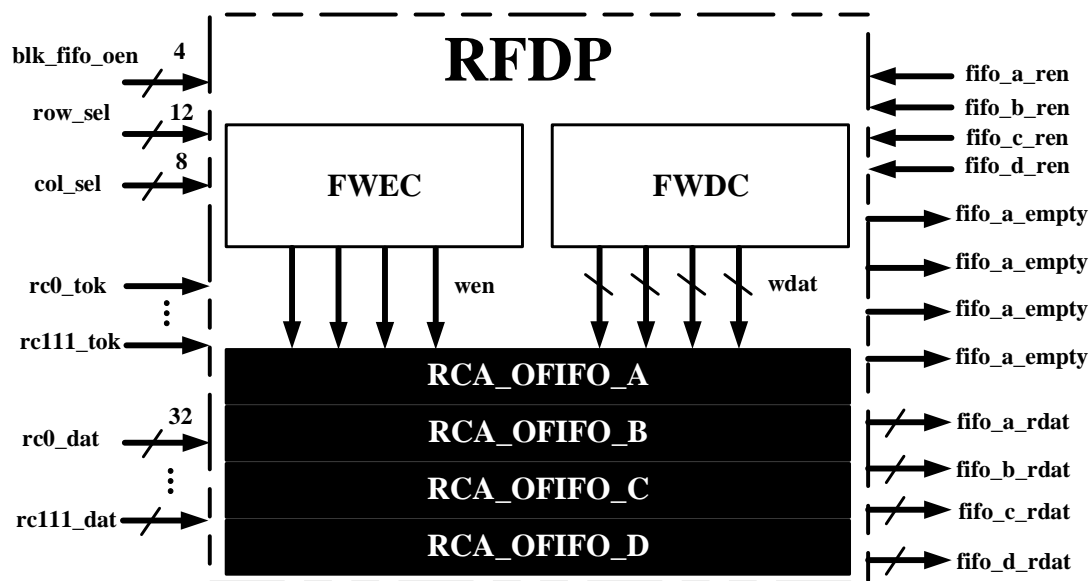 RFDP
blk_fifo_oen
4
row_sel
12
col_sel
8
rc0_tok
rc111_tok
rc0_dat
32
rc111_dat
FWEC
FWDC
wen
wdat
RCA_OFIFO_A
RCA_OFIFO_B
RCA_OFIFO_C
RCA_OFIFO_D
fifo_a_ren
fifo_b_ren
fifo_c_ren
fifo_d_ren
fifo_a_empty
fifo_a_empty
fifo_a_empty
fifo_a_empty
fifo_a_rdat
fifo_b_rdat
fifo_c_rdat
fifo_d_rdat